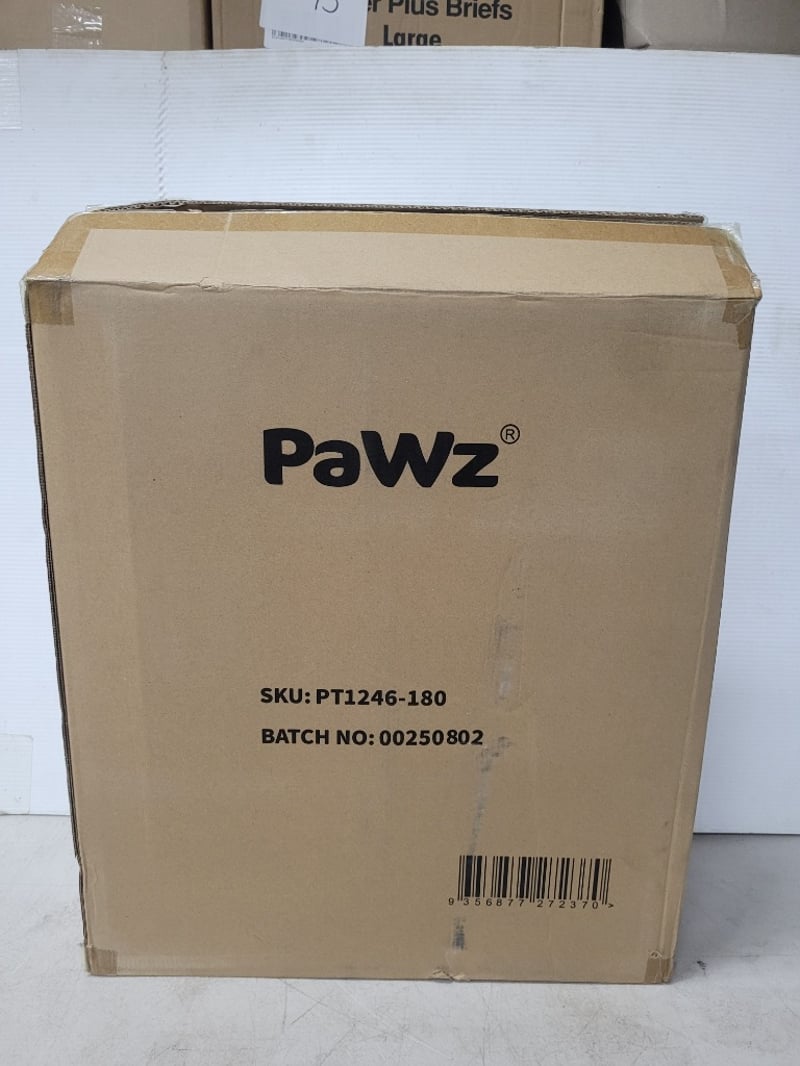 Plus Briefs
Large
PaWz®
SKU: PT1246-180
BATCH NO: 00250802
9 356877 272370 >